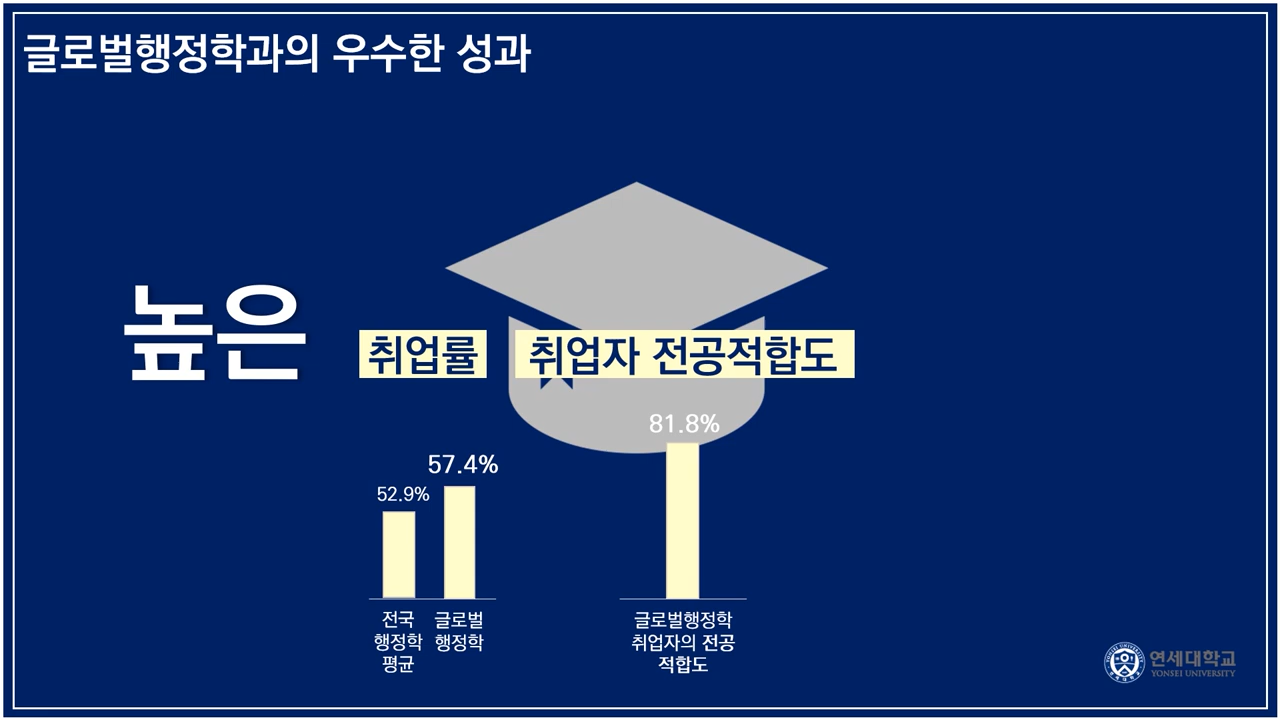 글로벌행정학과의 우수한 성과
높은
취업률
취업자 전공적합도
52.9%
57.4%
전국
행정학
평균
글로벌
행정학
81.8%
글로벌행정학
취업자의 전공
적합도
연세대학교
YONSEI UNIVERSITY